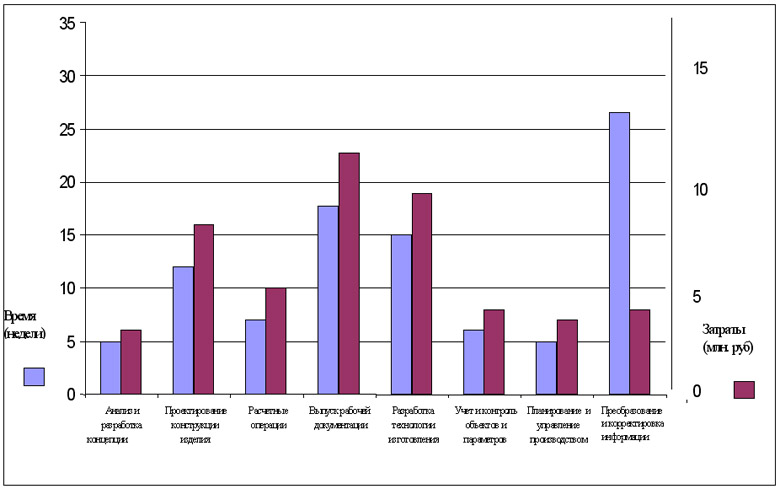 35
30
25
20
15
10
5
0
15
10
5
0
Время
(недели)
Затраты
(млн. руб)
Анализ и
разработка
концепции
Проектирование
конструкции
изделия
Расчетные
операции
Выпуск рабочей
документации
Разработка
технологии
изготовления
Учет и контроль
объектов и
параметров
Планирование и
управление
производством
Преобразование
и корректировка
информации